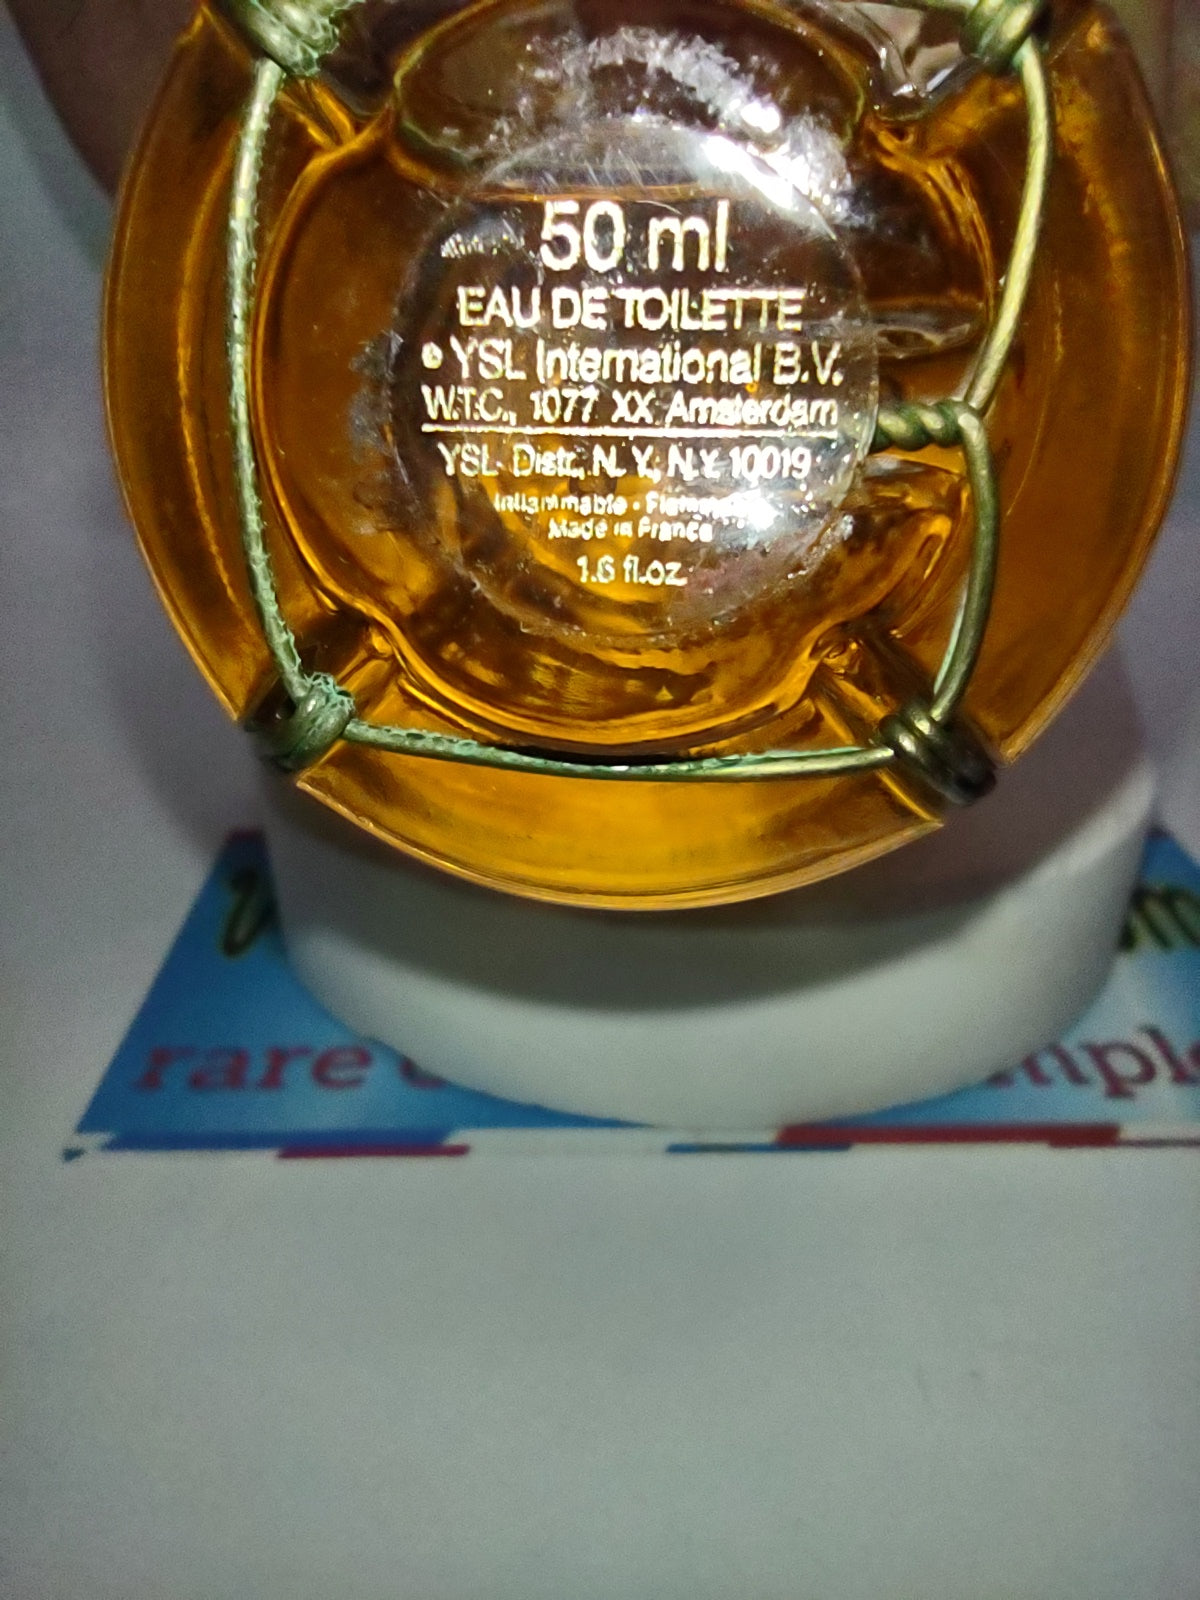 50 ml
EAU DE TOILETTE
© YSL International B.V.
W.T.C., 1077 XX Amsterdam
YSL Distr., N.Y., N.Y. 10019
Inflammable - Flammable
Made in France
1.6 fl.oz.
rare